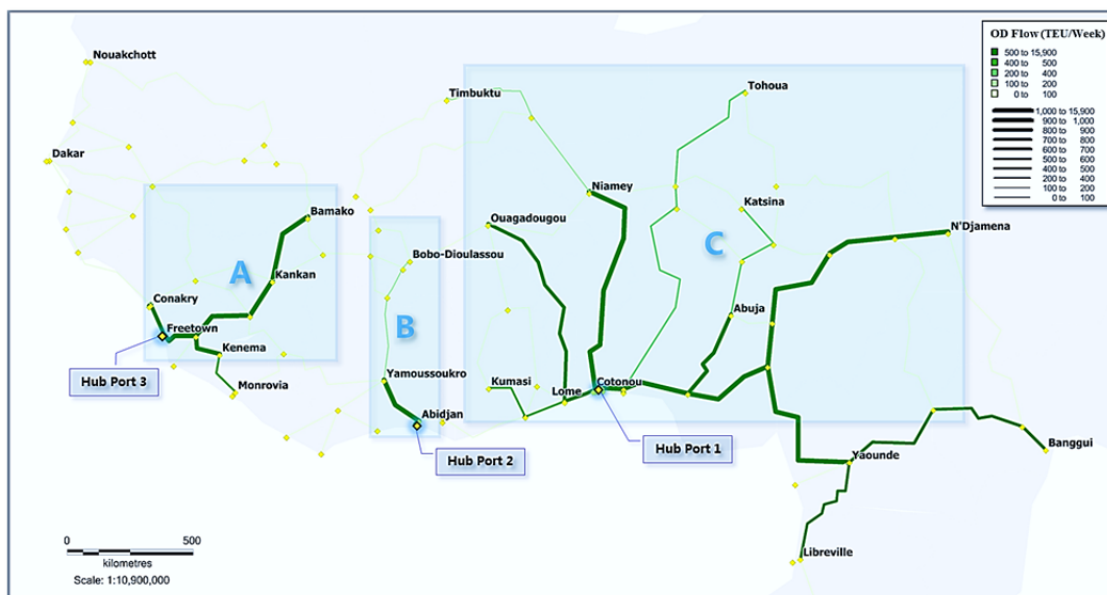 Nouakchott
Dakar
Timbuktu
Tohoua
Bamako
Ouagadougou
Niamey
Katsina
N'Djamena
A
B
C
Bobo-Dioulassou
Kankan
Conakry
Freetown
Kenema
Monrovia
Abuja
Yamoussoukro
Abidjan
Kumasi
Lome
Cotonou
Yaounde
Banggui
Libreville
Hub Port 3
Hub Port 2
Hub Port 1
OD Flow (TEU/Week)
500 to 15,900
400 to 500
200 to 400
100 to 200
0 to 100
1,000 to 15,900
900 to 1,000
800 to 900
700 to 800
600 to 700
500 to 600
400 to 500
200 to 400
100 to 200
0 to 100
0 500
kilometres
Scale: 1:10,900,000